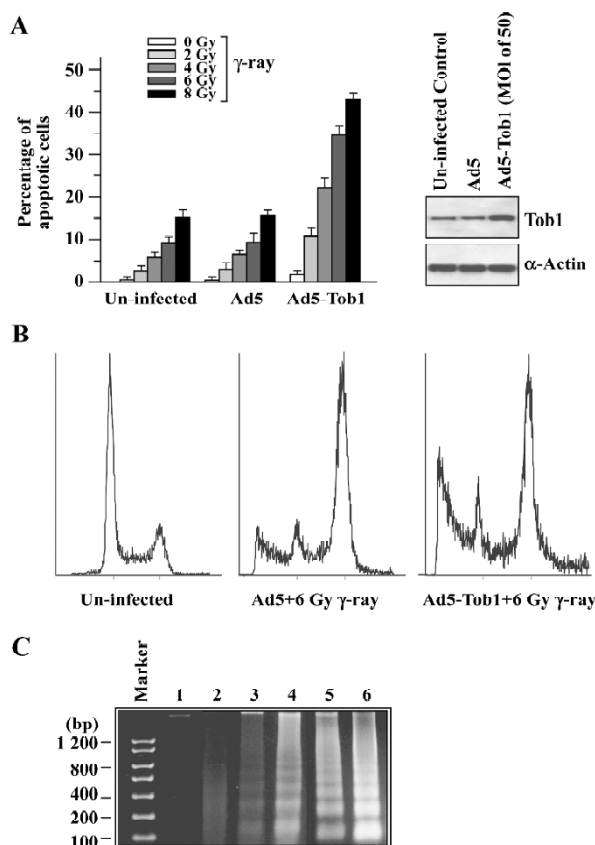 A
0 Gy
2 Gy
4 Gy
6 Gy
8 Gy
γ-ray
Percentage of
apoptotic cells
50
40
30
20
10
0
Un-infected
Ad5
Ad5-Tob1
Un-infected Control
Ad5
Ad5-Tob1 (MOI of 50)
Tob1
α-Actin
B
Un-infected
Ad5+6 Gy γ-ray
Ad5-Tob1+6 Gy γ-ray
C
Marker
1 2 3 4 5 6
(bp)
1 200
800
400
200
100